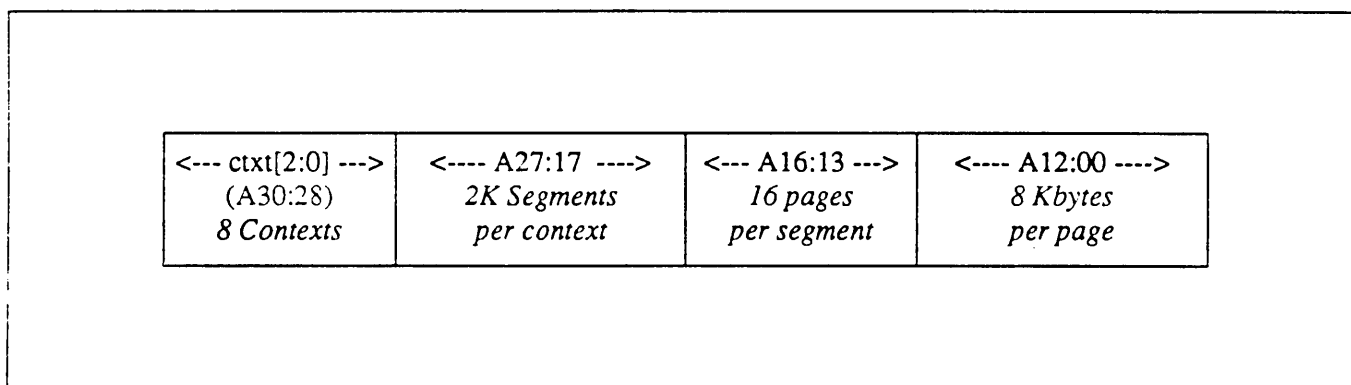 <--- ctxt[2:0] --->
(A30:28)
8 Contexts
<---- A27:17 ---->
2K Segments
per context
<--- A16:13 --->
16 pages
per segment
<---- A12:00 ---->
8 Kbytes
per page